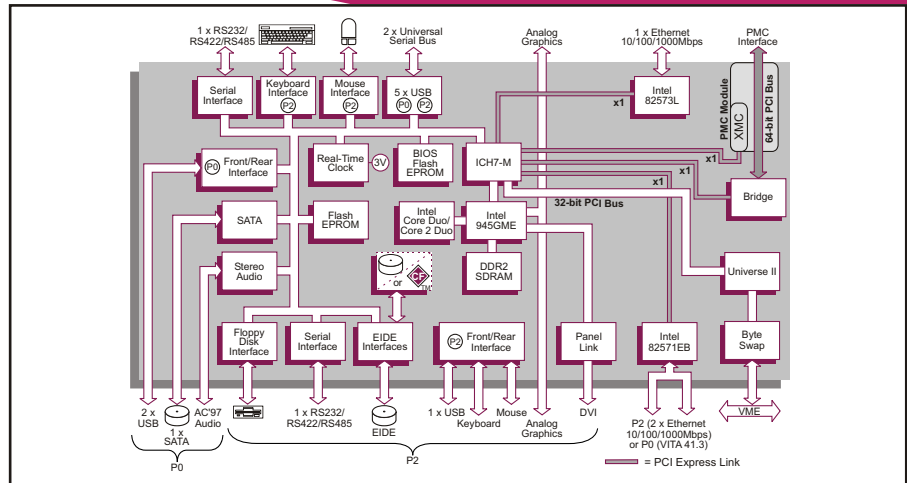 1 x RS232/
RS422/RS485
2 x Universal
Serial Bus
Analog
Graphics
1 x Ethernet
10/100/1000Mbps
PMC
Interface
Serial
Interface
Keyboard
Interface
P2
Mouse
Interface
P2
5 x USB
P0 P2
Intel
82573L
x1
PMC Module
XMC
64-bit PCI Bus
P0 Front/Rear
Interface
Real-Time
Clock
3V
BIOS
Flash
EPROM
ICH7-M
x1
x1
x1
Bridge
32-bit PCI Bus
SATA
Flash
EPROM
Intel
Core Duo/
Core 2 Duo
Intel
945GME
Stereo
Audio
or CF TM
DDR2
SDRAM
Universe II
Floppy
Disk
Interface
Serial
Interface
EIDE
Interfaces
P2 Front/Rear
Interface
Panel
Link
Intel
82571EB
Byte
Swap
2 x
USB
1 x
SATA
AC'97
Audio
1 x RS232/
RS422/RS485
EIDE
1 x USB
Keyboard
Mouse
Analog
Graphics
DVI
VME
P2 (2 x Ethernet
10/100/1000Mbps)
or P0 (VITA 41.3)
P0
P2
= PCI Express Link